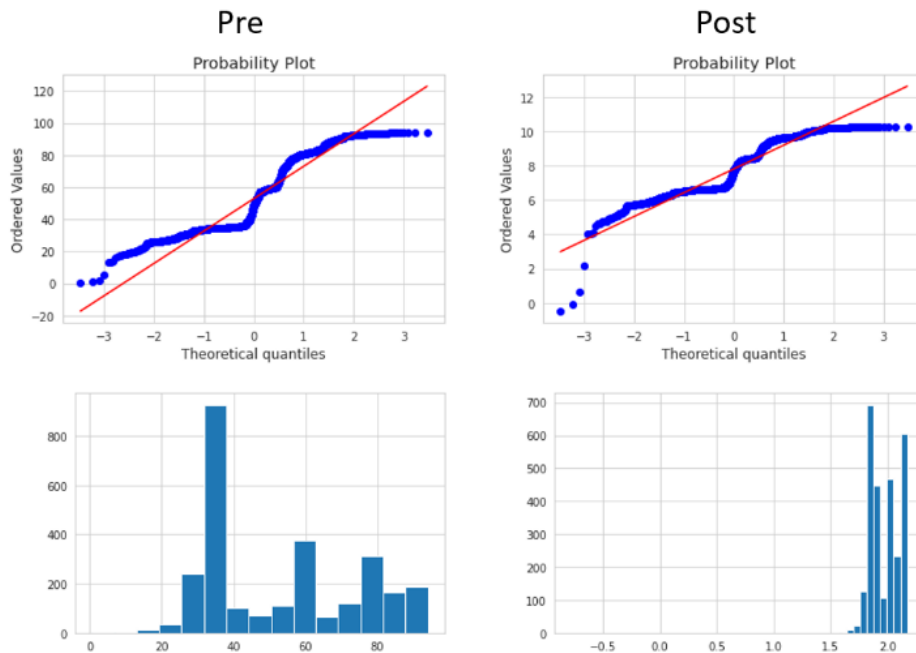 Pre
Post
Probability Plot
Probability Plot
120
100
80
60
40
20
0
−20
Ordered Values
−3 −2 −1 0 1 2 3
Theoretical quantiles
12
10
8
6
4
2
0
Ordered Values
−3 −2 −1 0 1 2 3
Theoretical quantiles
800
600
400
200
0
0 20 40 60 80
700
600
500
400
300
200
100
0
−0.5 0.0 0.5 1.0 1.5 2.0